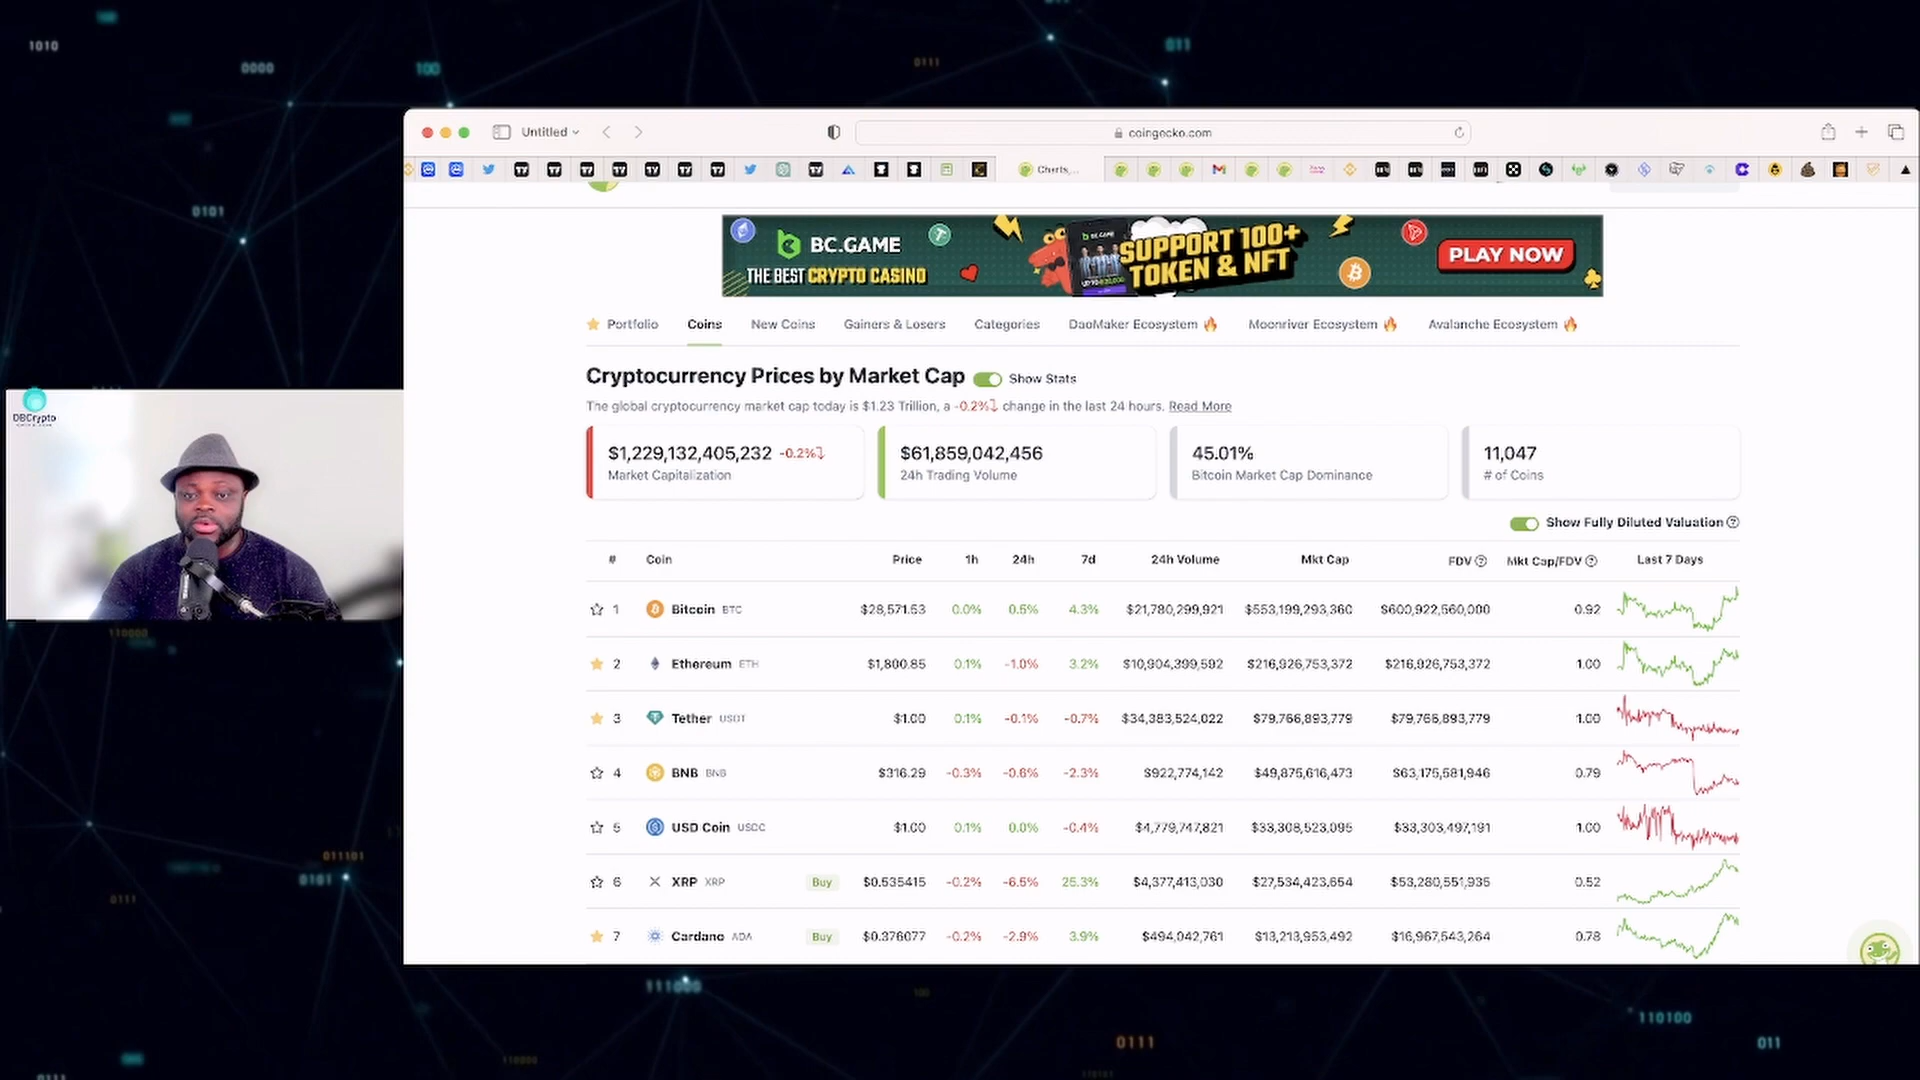 1010
0000
100
0111
011
0101
DBCrypto
Untitled
coingecko.com
Charts,...
BC.GAME
THE BEST CRYPTO CASINO
SUPPORT 100+
TOKEN & NFT
PLAY NOW
Portfolio Coins New Coins Gainers & Losers Categories DaoMaker Ecosystem Moonriver Ecosystem Avalanche Ecosystem
Cryptocurrency Prices by Market Cap Show Stats
The global cryptocurrency market cap today is $1.23 Trillion, a -0.2% change in the last 24 hours. Read More
$1,229,132,405,232 -0.2%
Market Capitalization
$61,859,042,456
24h Trading Volume
45.01%
Bitcoin Market Cap Dominance
11,047
# of Coins
Show Fully Diluted Valuation
# Coin Price 1h 24h 7d 24h Volume Mkt Cap FDV Mkt Cap/FDV Last 7 Days
1 Bitcoin BTC $28,571.53 0.0% 0.5% 4.3% $21,780,299,921 $553,199,293,360 $600,922,560,000 0.92
2 Ethereum ETH $1,800.85 0.1% -1.0% 3.2% $10,904,399,592 $216,926,753,372 $216,926,753,372 1.00
3 Tether USDT $1.00 0.1% -0.1% -0.7% $34,383,524,022 $79,766,893,779 $79,766,893,779 1.00
4 BNB BNB $316.29 -0.3% -0.6% -2.3% $922,774,142 $49,875,616,473 $63,175,581,946 0.79
5 USD Coin USDC $1.00 0.1% 0.0% -0.4% $4,779,747,821 $33,308,523,095 $33,303,497,191 1.00
6 XRP XRP Buy $0.535415 -0.2% -6.5% 25.3% $4,377,413,030 $27,534,423,654 $53,280,551,935 0.52
7 Cardano ADA Buy $0.376077 -0.2% -2.9% 3.9% $494,042,761 $13,213,953,492 $16,967,543,264 0.78
110000
011101
0101
0111
111000
100
110100
0111
011